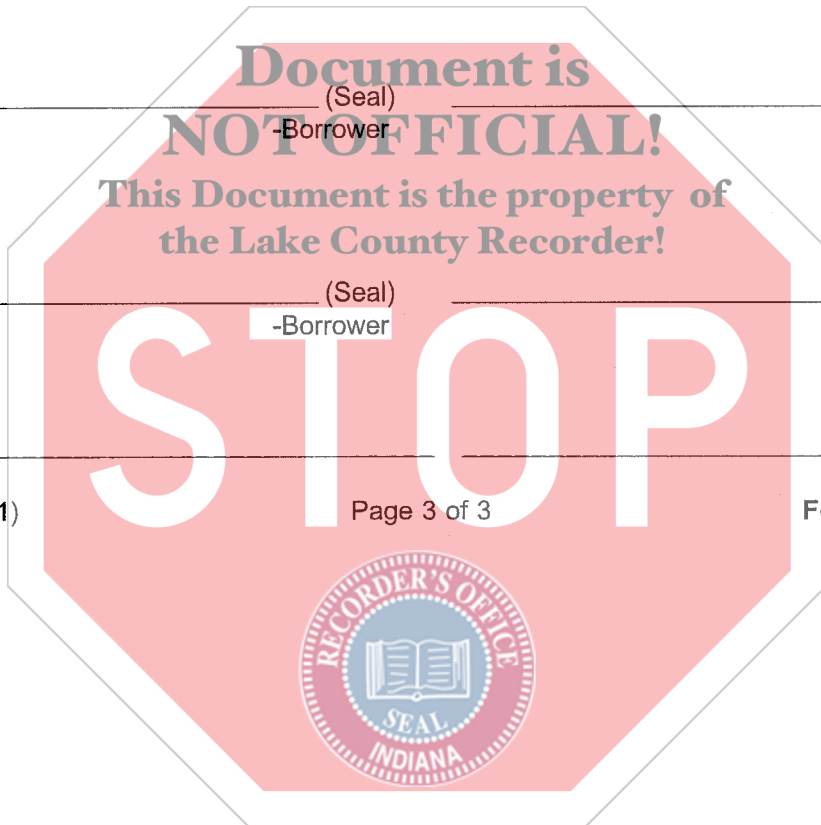 Document is
(Seal)
-Borrower
NOT OFFICIAL!
This Document is the property of
the Lake County Recorder!
(Seal)
-Borrower
STOP
1)
Page 3 of 3
F
RECORDER'S OFFICE
SEAL
INDIANA